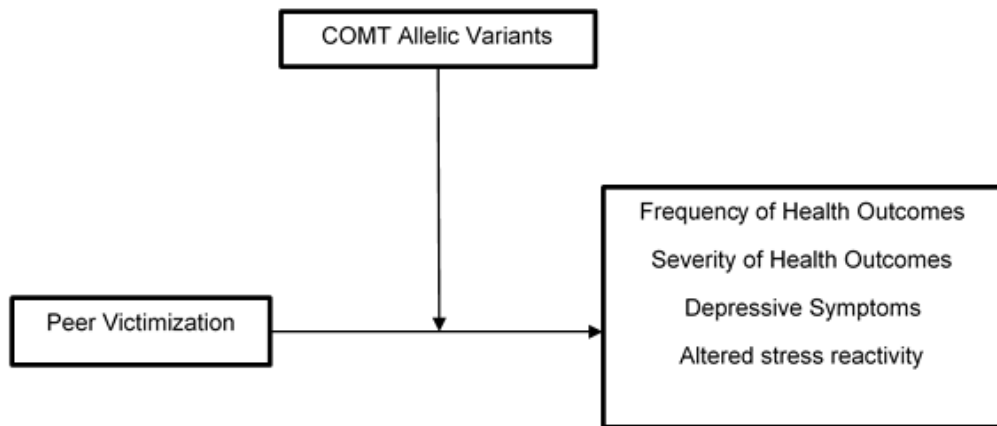 COMT Allelic Variants
Frequency of Health Outcomes
Severity of Health Outcomes
Depressive Symptoms
Altered stress reactivity
Peer Victimization